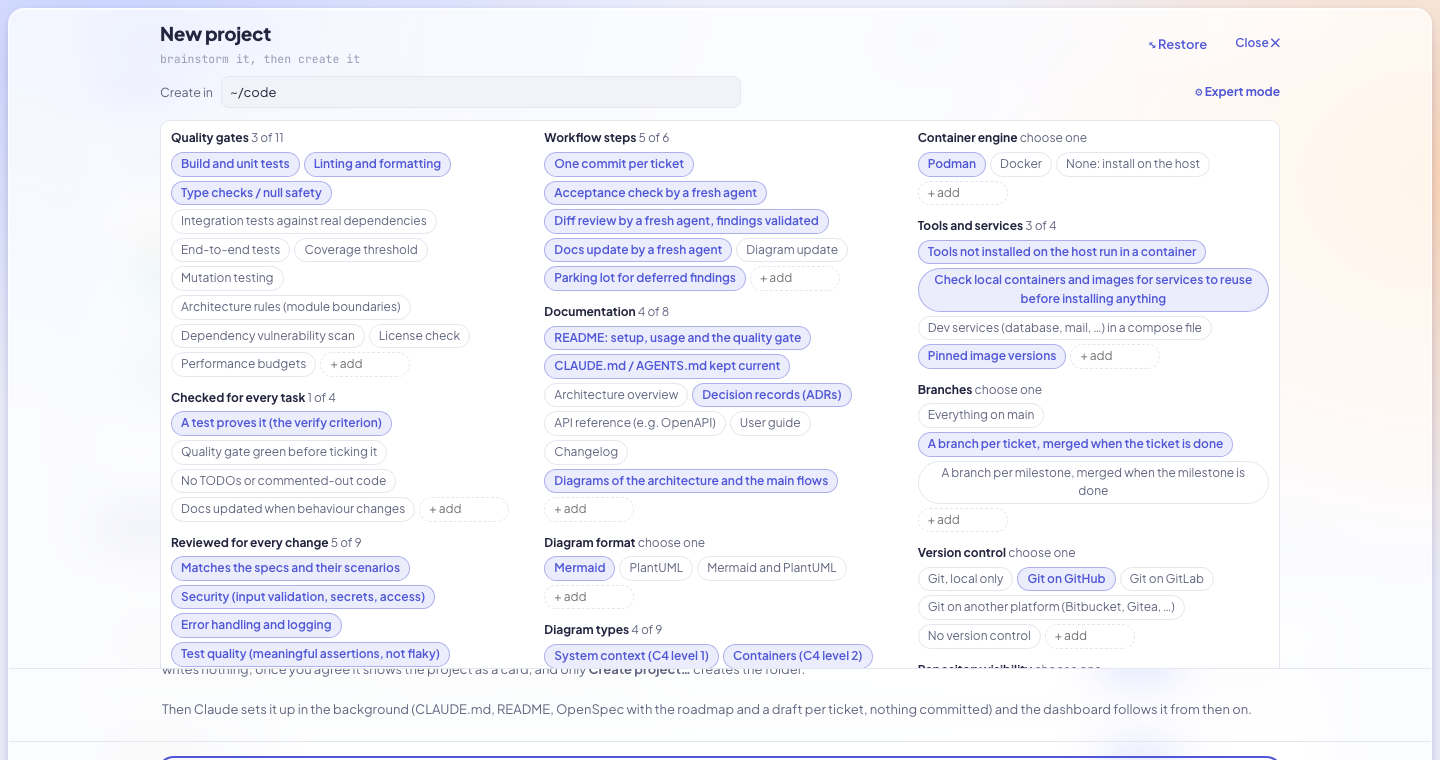 New project
brainstorm it, then create it
Restore
Close
Create in
~/code
Expert mode
Quality gates 3 of 11
Build and unit tests
Linting and formatting
Type checks / null safety
Integration tests against real dependencies
End-to-end tests
Coverage threshold
Mutation testing
Architecture rules (module boundaries)
Dependency vulnerability scan
License check
Performance budgets
+ add
Checked for every task 1 of 4
A test proves it (the verify criterion)
Quality gate green before ticking it
No TODOs or commented-out code
Docs updated when behaviour changes
+ add
Reviewed for every change 5 of 9
Matches the specs and their scenarios
Security (input validation, secrets, access)
Error handling and logging
Test quality (meaningful assertions, not flaky)
Workflow steps 5 of 6
One commit per ticket
Acceptance check by a fresh agent
Diff review by a fresh agent, findings validated
Docs update by a fresh agent
Diagram update
Parking lot for deferred findings
+ add
Documentation 4 of 8
README: setup, usage and the quality gate
CLAUDE.md / AGENTS.md kept current
Architecture overview
Decision records (ADRs)
API reference (e.g. OpenAPI)
User guide
Changelog
Diagrams of the architecture and the main flows
+ add
Diagram format choose one
Mermaid
PlantUML
Mermaid and PlantUML
+ add
Diagram types 4 of 9
System context (C4 level 1)
Containers (C4 level 2)
Container engine choose one
Podman
Docker
None: install on the host
+ add
Tools and services 3 of 4
Tools not installed on the host run in a container
Check local containers and images for services to reuse
before installing anything
Dev services (database, mail, …) in a compose file
Pinned image versions
+ add
Branches choose one
Everything on main
A branch per ticket, merged when the ticket is done
A branch per milestone, merged when the milestone is
done
+ add
Version control choose one
Git, local only
Git on GitHub
Git on GitLab
Git on another platform (Bitbucket, Gitea, …)
No version control
+ add
Repository visibility choose one
writes nothing; once you agree it shows the project as a card, and only Create project… creates the folder.
Then Claude sets it up in the background (CLAUDE.md, README, OpenSpec with the roadmap and a draft per ticket, nothing committed) and the dashboard follows it from then on.